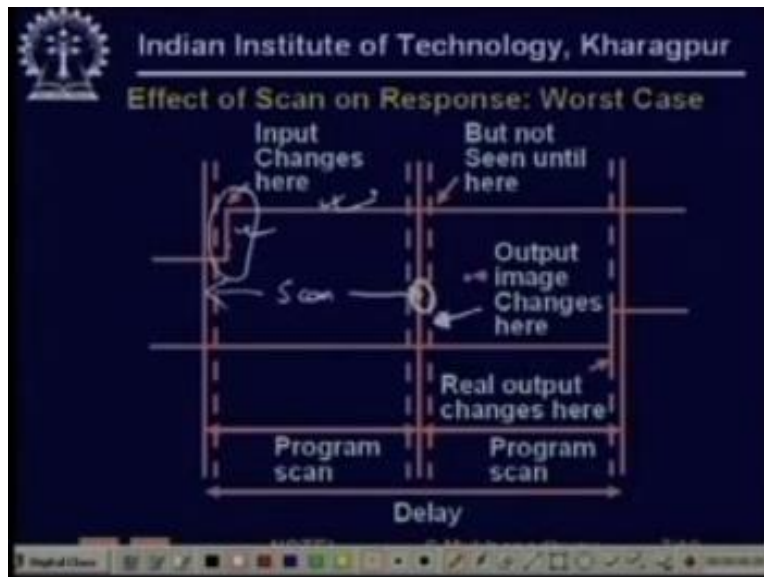 Indian Institute of Technology, Kharagpur
Effect of Scan on Response: Worst Case
Input
Changes
here
But not
Seen until
here
Scan
Output
image
Changes
here
Real output
changes here
Program
scan
Program
scan
Delay